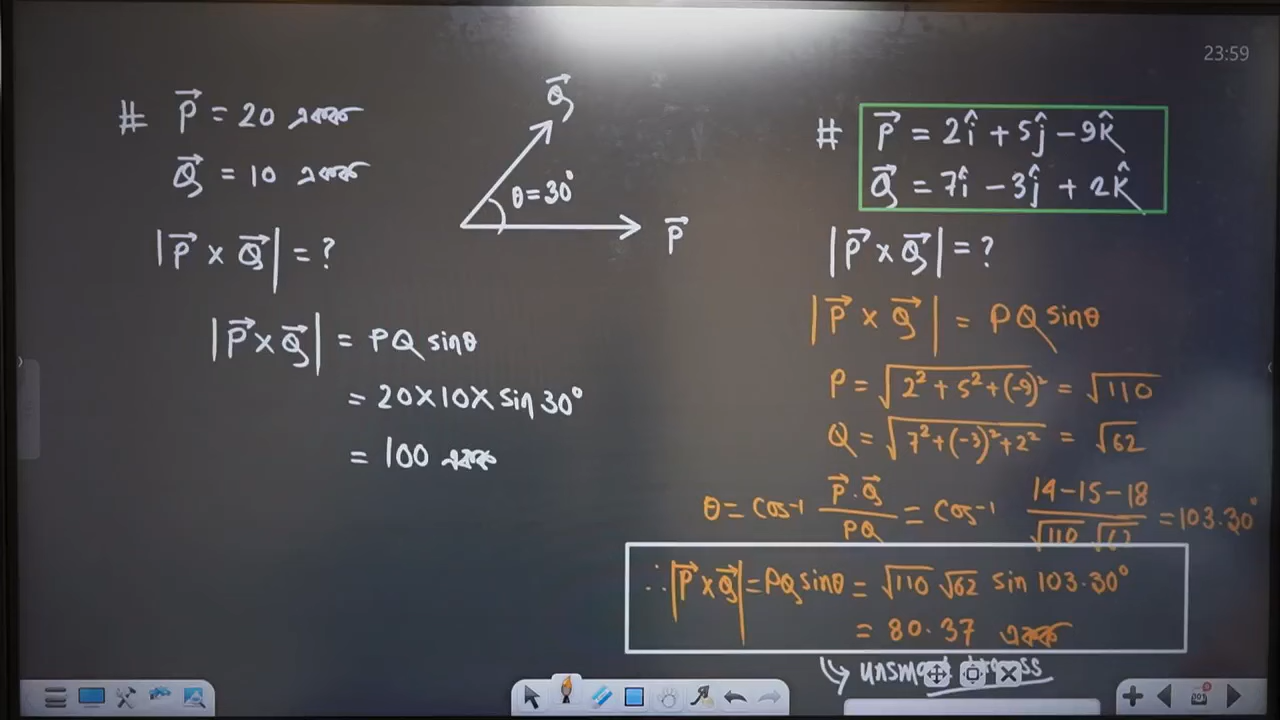 23:59
# P⃗ = 20 একক
Q⃗ = 10 একক
|P⃗ × Q⃗| = ?
Q⃗
θ = 30°
P⃗
|P⃗ × Q⃗| = PQ sinθ
= 20×10× sin 30°
= 100 একক
# P⃗ = 2î + 5ĵ − 9k̂
Q⃗ = 7î − 3ĵ + 2k̂
|P⃗ × Q⃗| = ?
|P⃗ × Q⃗| = PQ sinθ
P = √(2² + 5² + (-9)²) = √110
Q = √(7² + (-3)² + 2²) = √62
θ = cos⁻¹ (P⃗ . Q⃗)/(PQ) = cos⁻¹ (14-15-18)/(√110 √62) = 103.30°
∴ |P⃗ × Q⃗| = PQ sinθ = √110 √62 sin 103.30°
= 80.37 একক